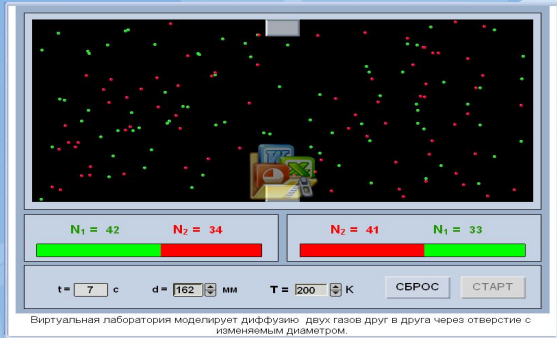 N₁ = 42 N₂ = 34 N₂ = 41 N₁ = 33
t = 7 с d = 162 мм T = 200 К СБРОС СТАРТ
Виртуальная лаборатория моделирует диффузию двух газов друг в друга через отверстие с
изменяемым диаметром.